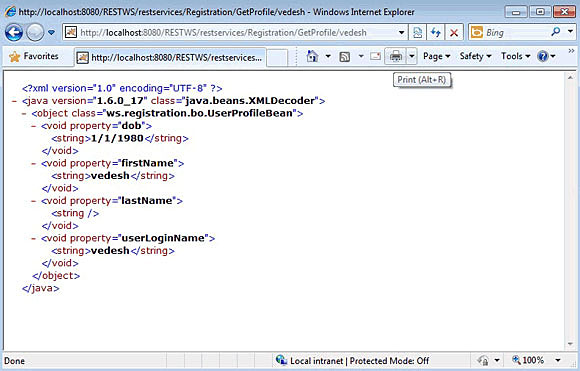 http://localhost:8080/RESTWS/restservices/Registration/GetProfile/vedesh - Windows Internet Explorer
http://localhost:8080/RESTWS/restservices/Registration/GetProfile/vedesh
Bing
Favorites
http://localhost:8080/RESTWS/restservices...
Page
Safety
Tools
Print (Alt+R)
<?xml version="1.0" encoding="UTF-8" ?>
- <java version="1.6.0_17" class="java.beans.XMLDecoder">
- <object class="ws.registration.bo.UserProfileBean">
- <void property="dob">
<string>1/1/1980</string>
</void>
- <void property="firstName">
<string>vedesh</string>
</void>
- <void property="lastName">
<string />
</void>
- <void property="userLoginName">
<string>vedesh</string>
</void>
</object>
</java>
Done
Local intranet | Protected Mode: Off
100%